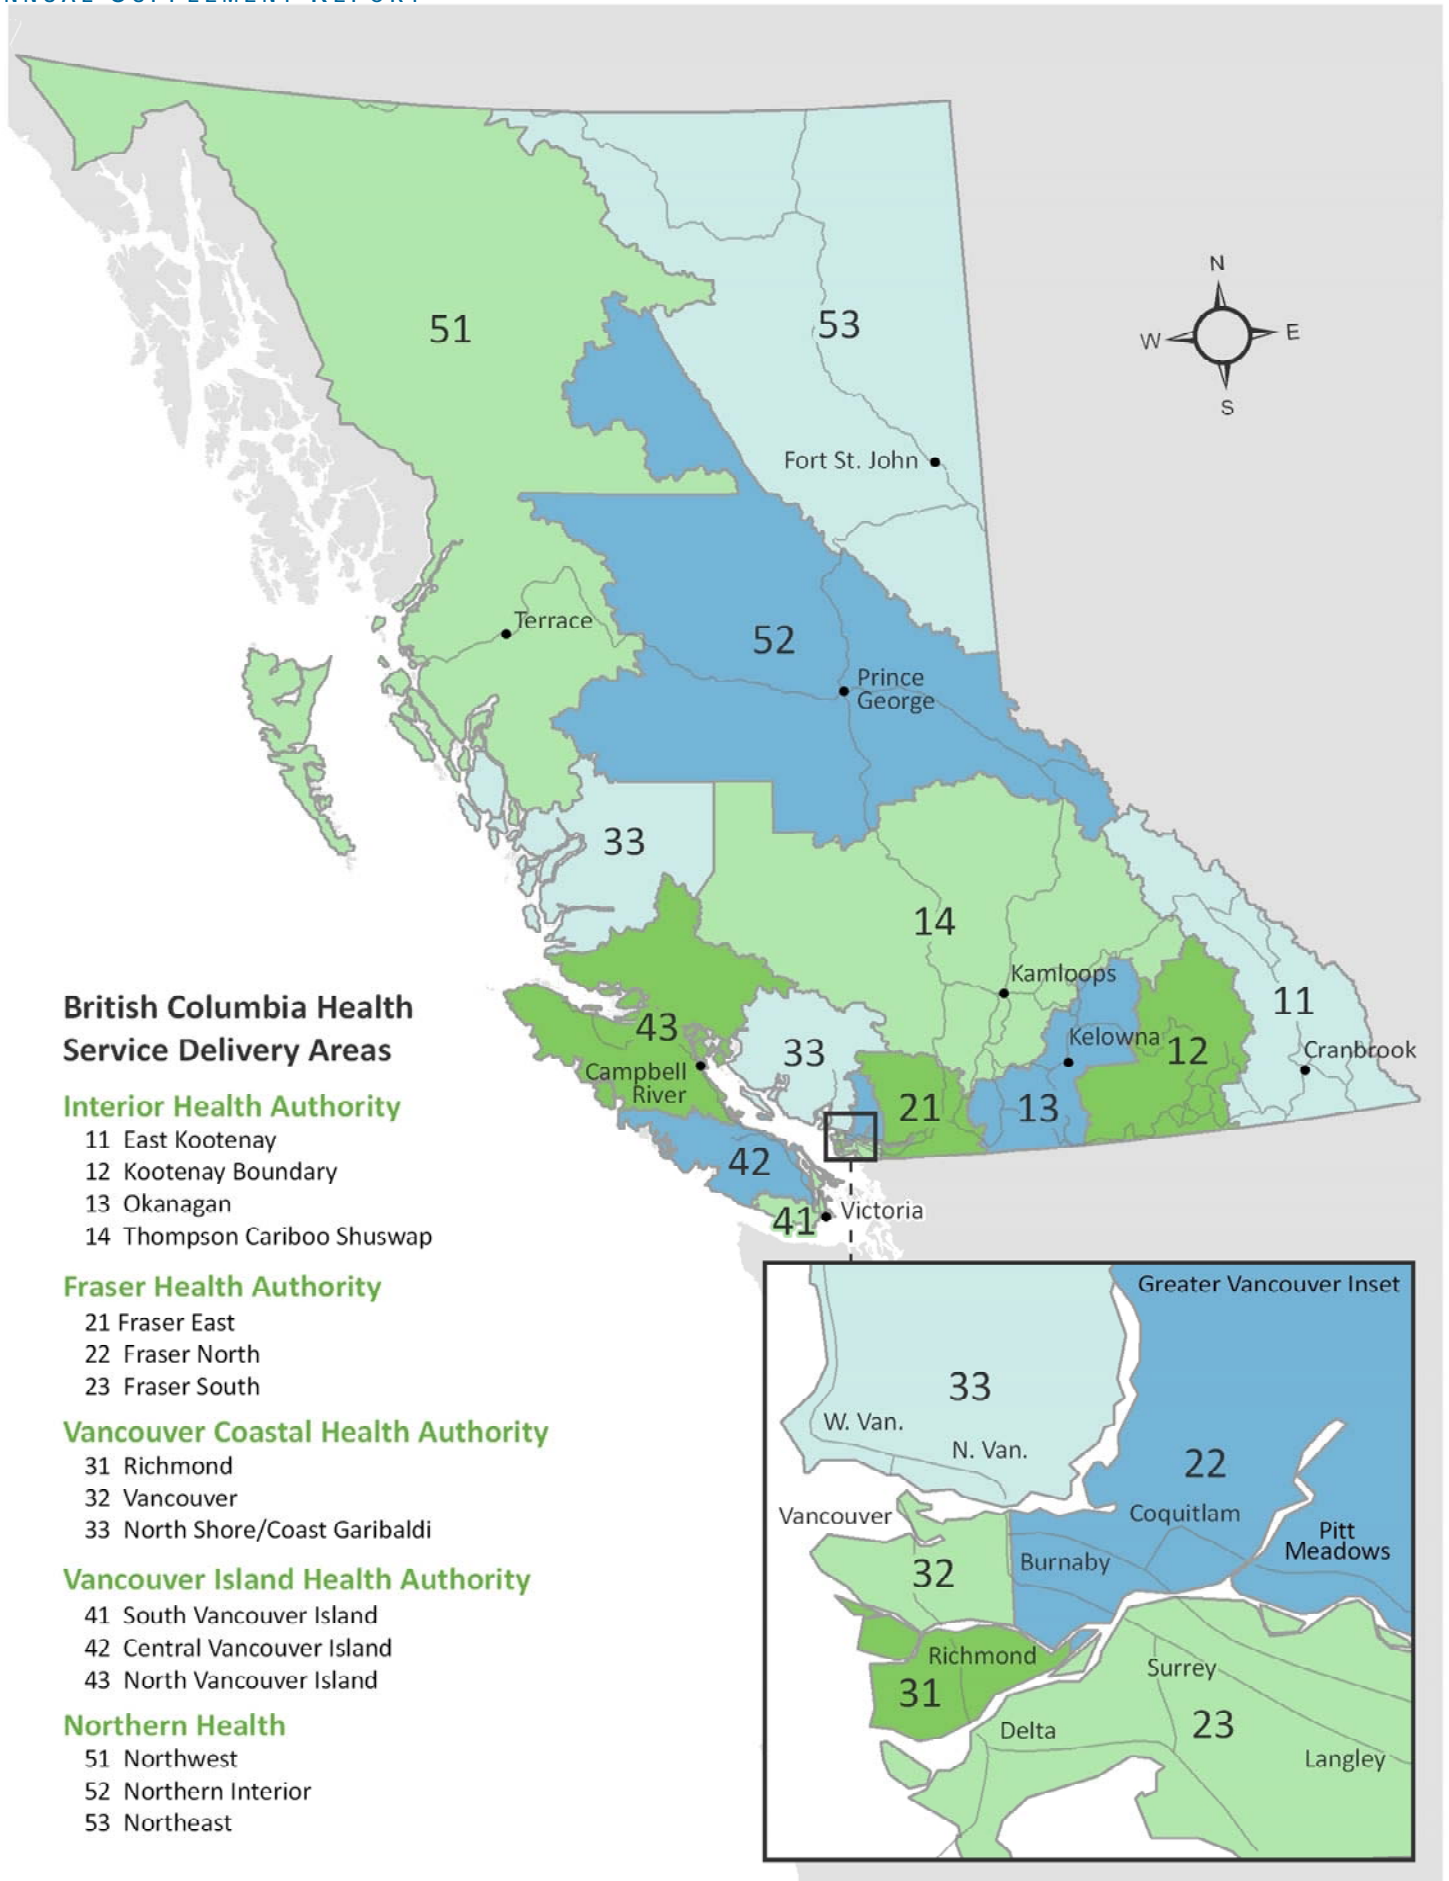 51
53
N
W
E
S
Fort St. John
Terrace
52
Prince
George
33
14
Kamloops
11
43
33
Kelowna
12
Cranbrook
Campbell
River
21
13
42
41
Victoria
British Columbia Health
Service Delivery Areas
Interior Health Authority
11 East Kootenay
12 Kootenay Boundary
13 Okanagan
14 Thompson Cariboo Shuswap
Fraser Health Authority
21 Fraser East
22 Fraser North
23 Fraser South
Vancouver Coastal Health Authority
31 Richmond
32 Vancouver
33 North Shore/Coast Garibaldi
Vancouver Island Health Authority
41 South Vancouver Island
42 Central Vancouver Island
43 North Vancouver Island
Northern Health
51 Northwest
52 Northern Interior
53 Northeast
Greater Vancouver Inset
33
W. Van.
N. Van.
22
Vancouver
Coquitlam
Pitt
Meadows
Burnaby
32
Richmond
31
Surrey
23
Delta
Langley